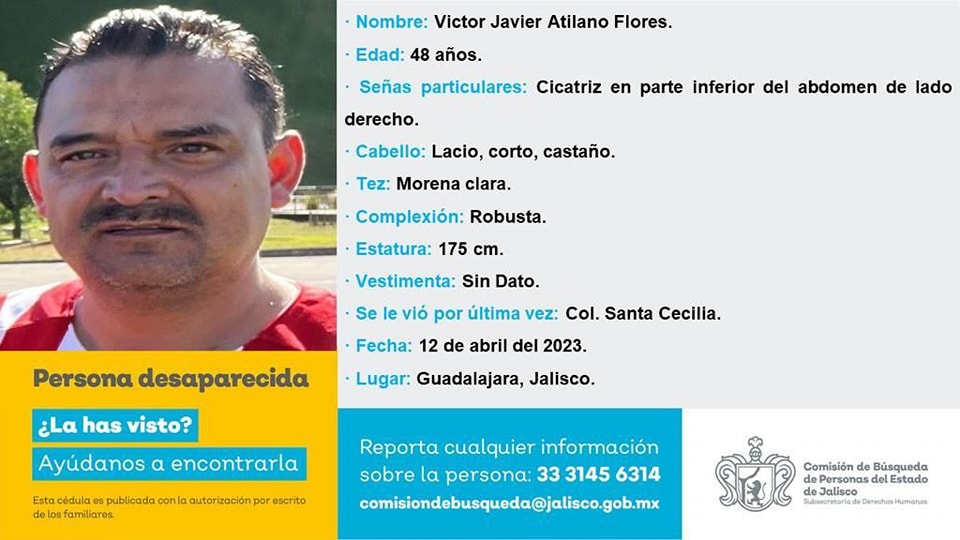 · Nombre: Victor Javier Atilano Flores.
· Edad: 48 años.
· Señas particulares: Cicatriz en parte inferior del abdomen de lado
derecho.
· Cabello: Lacio, corto, castaño.
· Tez: Morena clara.
· Complexión: Robusta.
· Estatura: 175 cm.
· Vestimenta: Sin Dato.
· Se le vió por última vez: Col. Santa Cecilia.
· Fecha: 12 de abril del 2023.
· Lugar: Guadalajara, Jalisco.
Persona desaparecida
¿La has visto?
Ayúdanos a encontrarla
Esta cédula es publicada con la autorización por escrito
de los familiares.
Reporta cualquier información
sobre la persona: 33 3145 6314
comisiondebusqueda@jalisco.gob.mx
Comisión de Búsqueda
de Personas del Estado
de Jalisco
Subsecretaría de Derechos Humanos